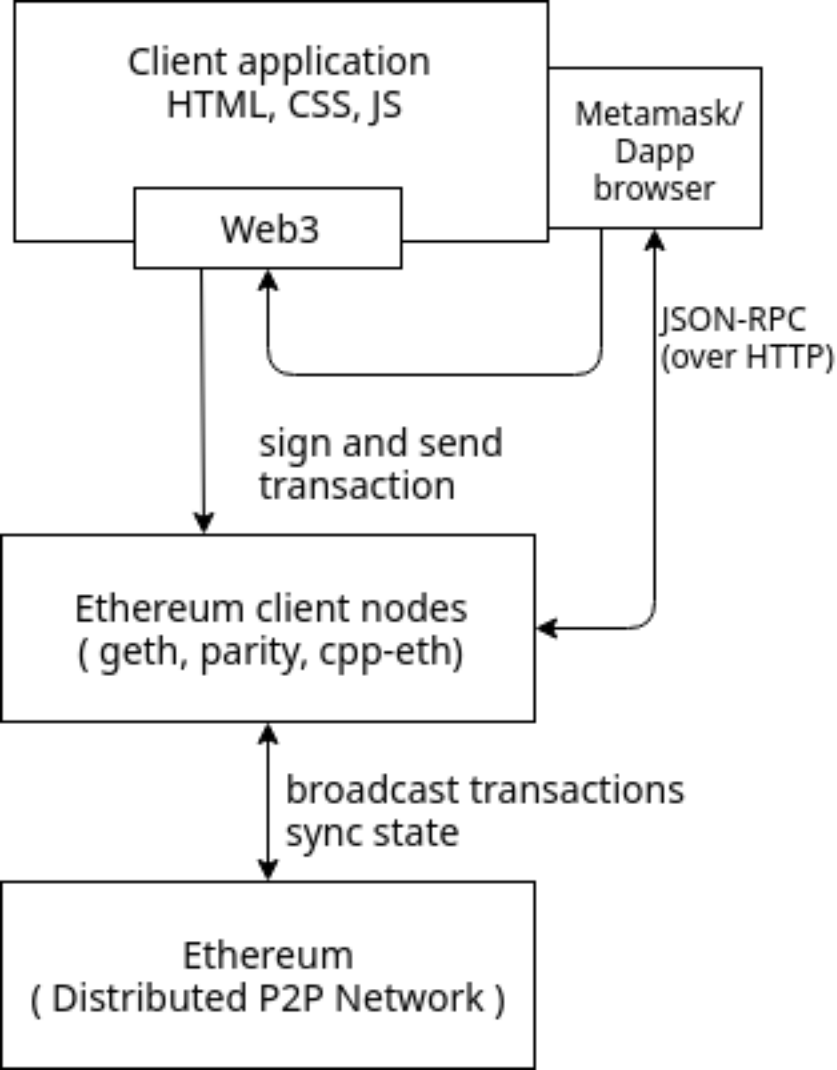 Client application
HTML, CSS, JS
Metamask/
Dapp
browser
Web3
JSON-RPC
(over HTTP)
sign and send
transaction
Ethereum client nodes
( geth, parity, cpp-eth)
broadcast transactions
sync state
Ethereum
( Distributed P2P Network )